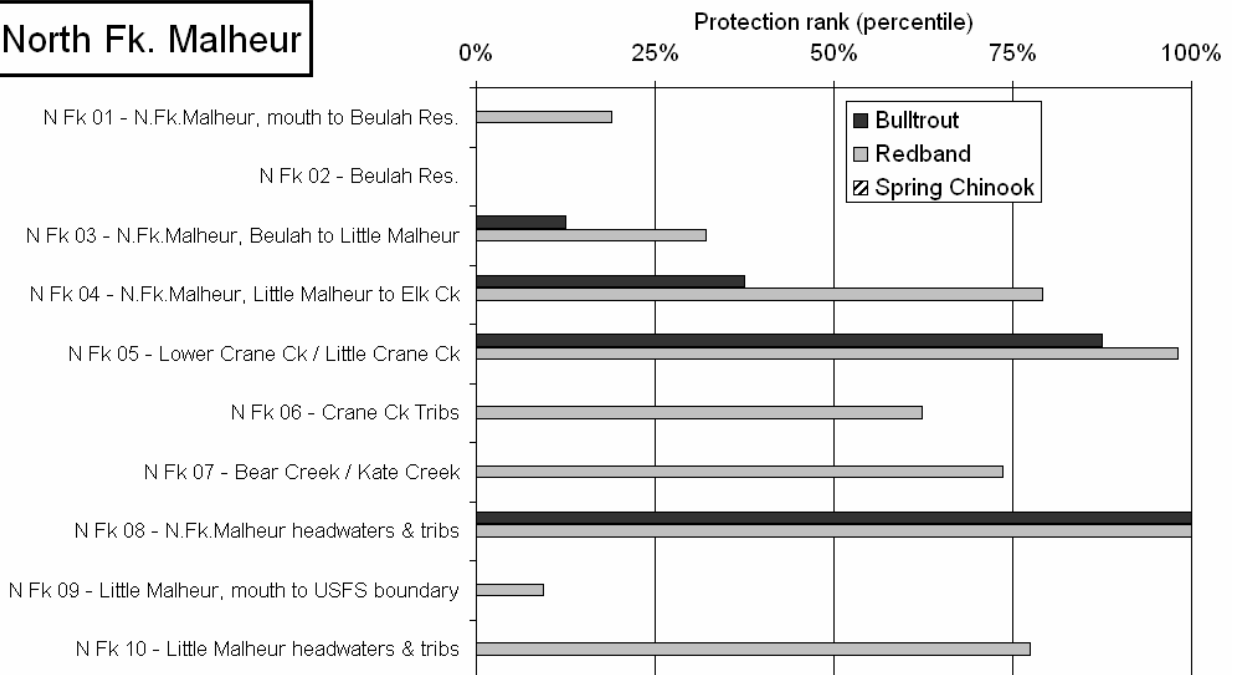 North Fk. Malheur
Protection rank (percentile)
0% 25% 50% 75% 100%
N Fk 01 - N.Fk.Malheur, mouth to Beulah Res.
Bulltrout
Redband
Spring Chinook
N Fk 02 - Beulah Res.
N Fk 03 - N.Fk.Malheur, Beulah to Little Malheur
N Fk 04 - N.Fk.Malheur, Little Malheur to Elk Ck
N Fk 05 - Lower Crane Ck / Little Crane Ck
N Fk 06 - Crane Ck Tribs
N Fk 07 - Bear Creek / Kate Creek
N Fk 08 - N.Fk.Malheur headwaters & tribs
N Fk 09 - Little Malheur, mouth to USFS boundary
N Fk 10 - Little Malheur headwaters & tribs